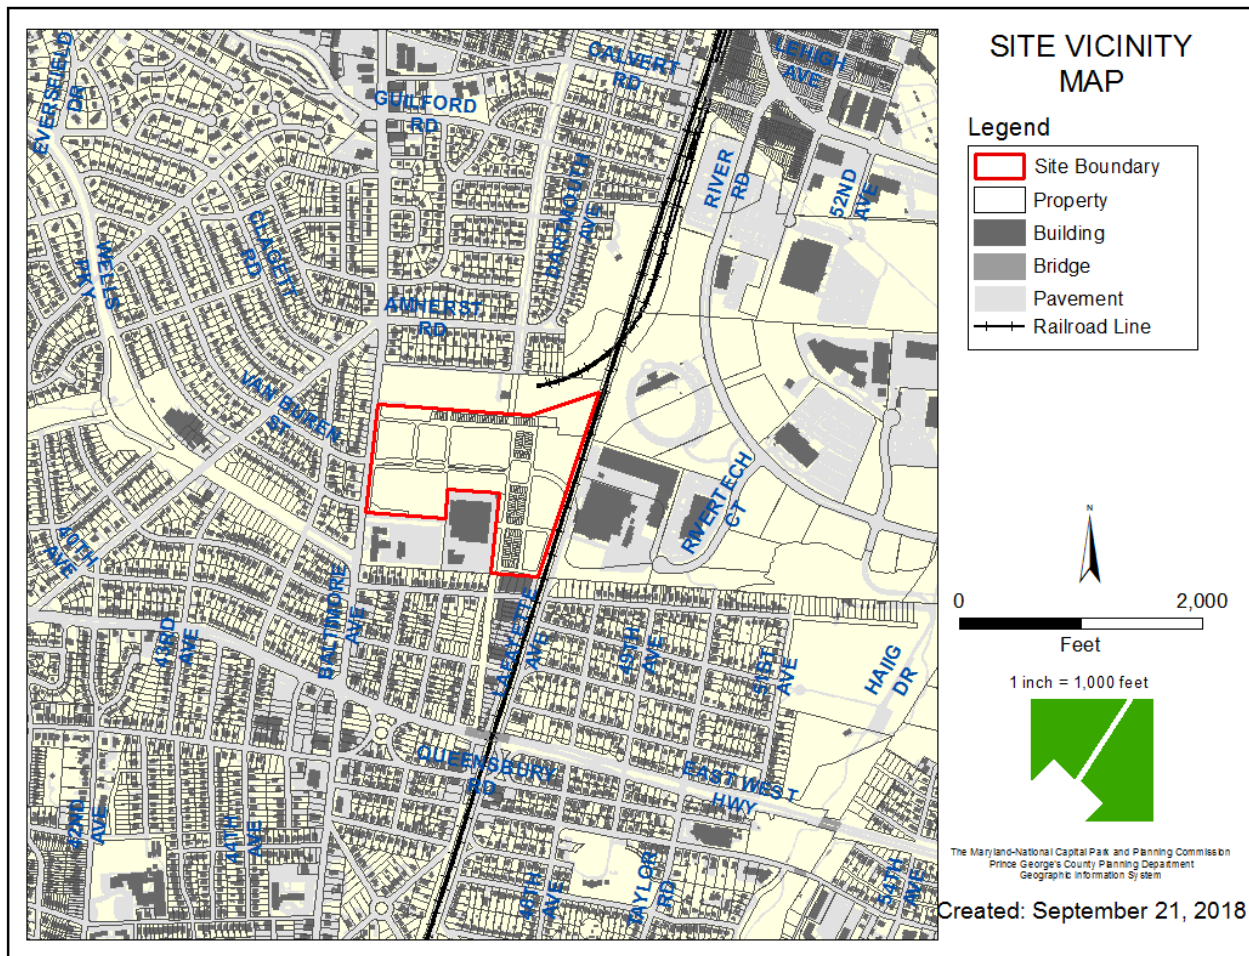 SITE VICINITY
MAP
Legend
Site Boundary
Property
Building
Bridge
Pavement
Railroad Line
N
0
2,000
Feet
1 inch = 1,000 feet
The Maryland-National Capital Park and Planning Commission
Prince George's County Planning Department
Geographic Information System
Created: September 21, 2018
EVERSFIELD
DR
CALVERT
RD
LEHIGH
AVE
GUILFORD
RD
RIVER
RD
52ND
AVE
DARTMOUTH
AVE
CLAGETT
RD
WELLS
PKY
AMHERST
RD
VAN BUREN
ST
RIVERTECH
CT
40TH
AVE
BALTIMORE
AVE
43RD
AVE
LAFAYETTE
AVE
49TH
AVE
51ST
AVE
HAIIG
DR
QUEENSBURY
RD
EAST WEST
HWY
42ND
AVE
44TH
AVE
TAYLOR
RD
54TH
AVE